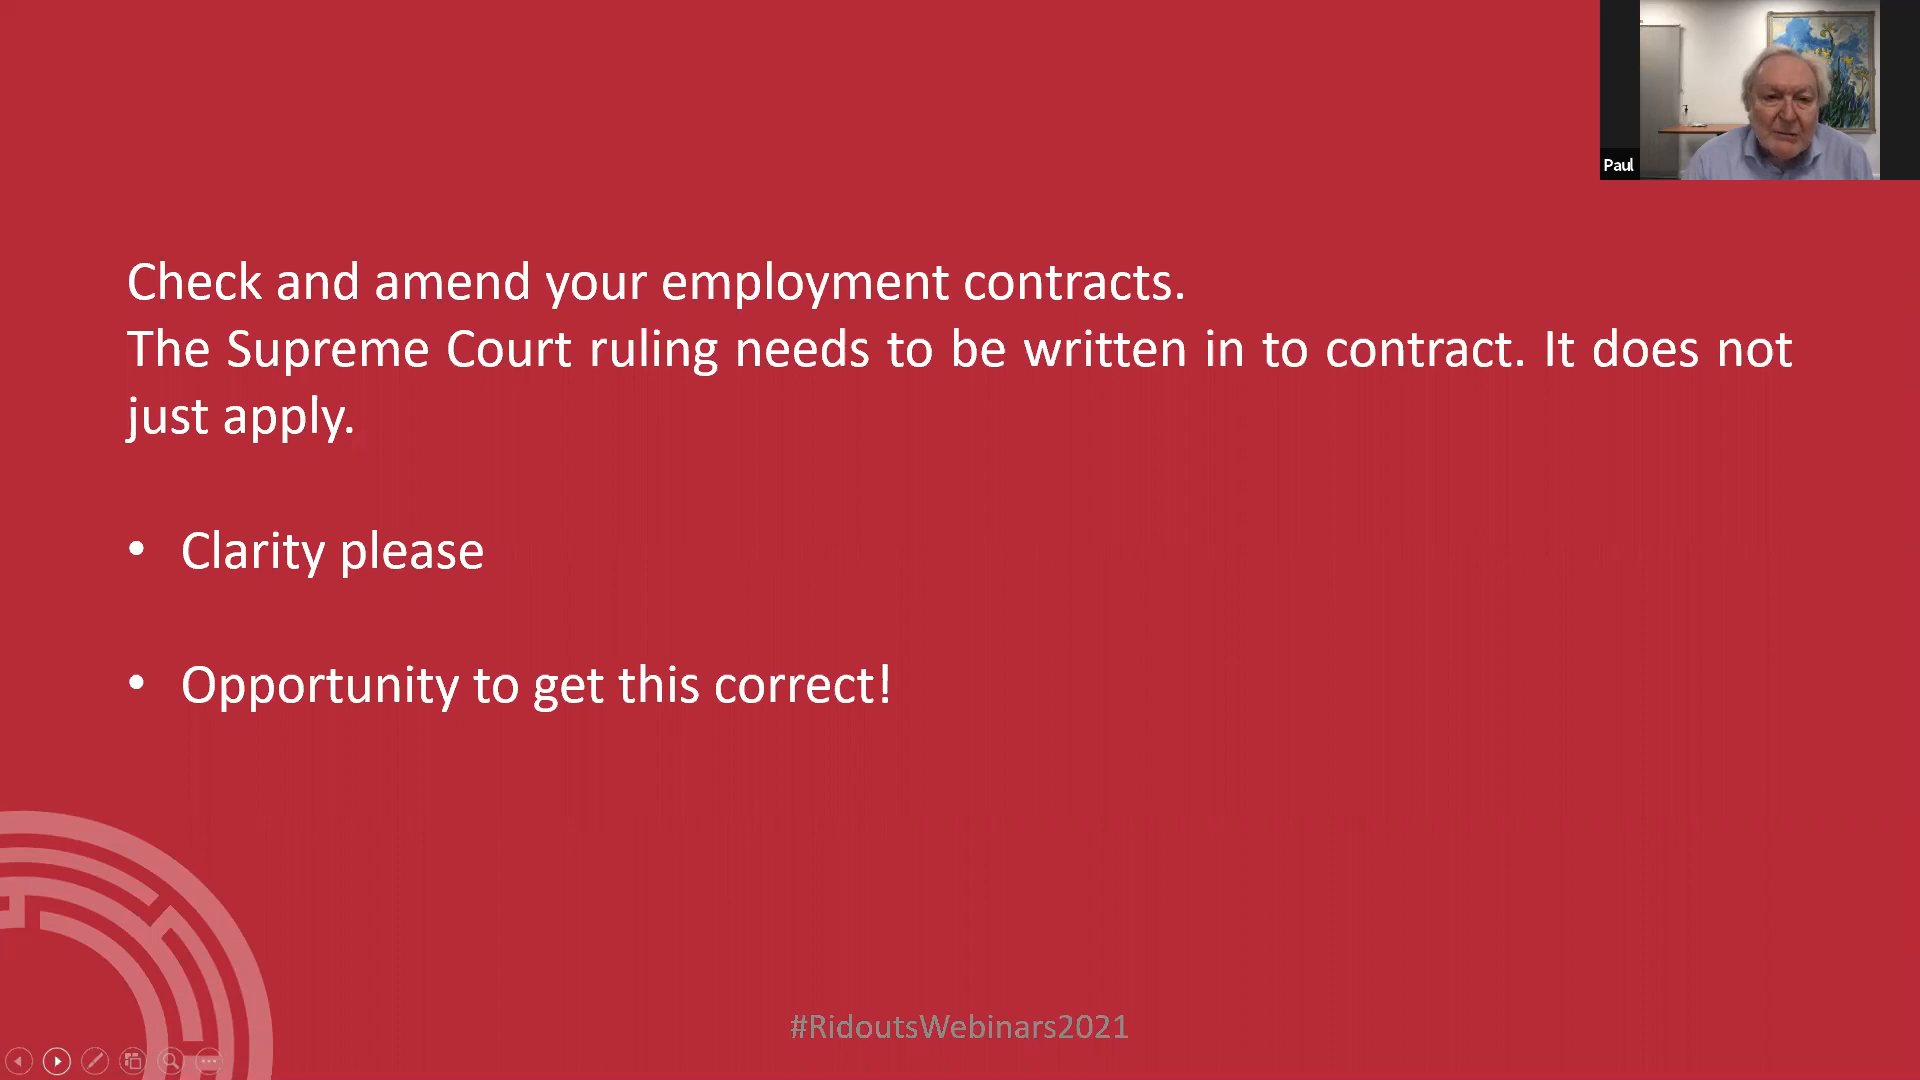 Paul
Check and amend your employment contracts.
The Supreme Court ruling needs to be written in to contract. It does not
just apply.
• Clarity please
• Opportunity to get this correct!
#RidoutsWebinars2021